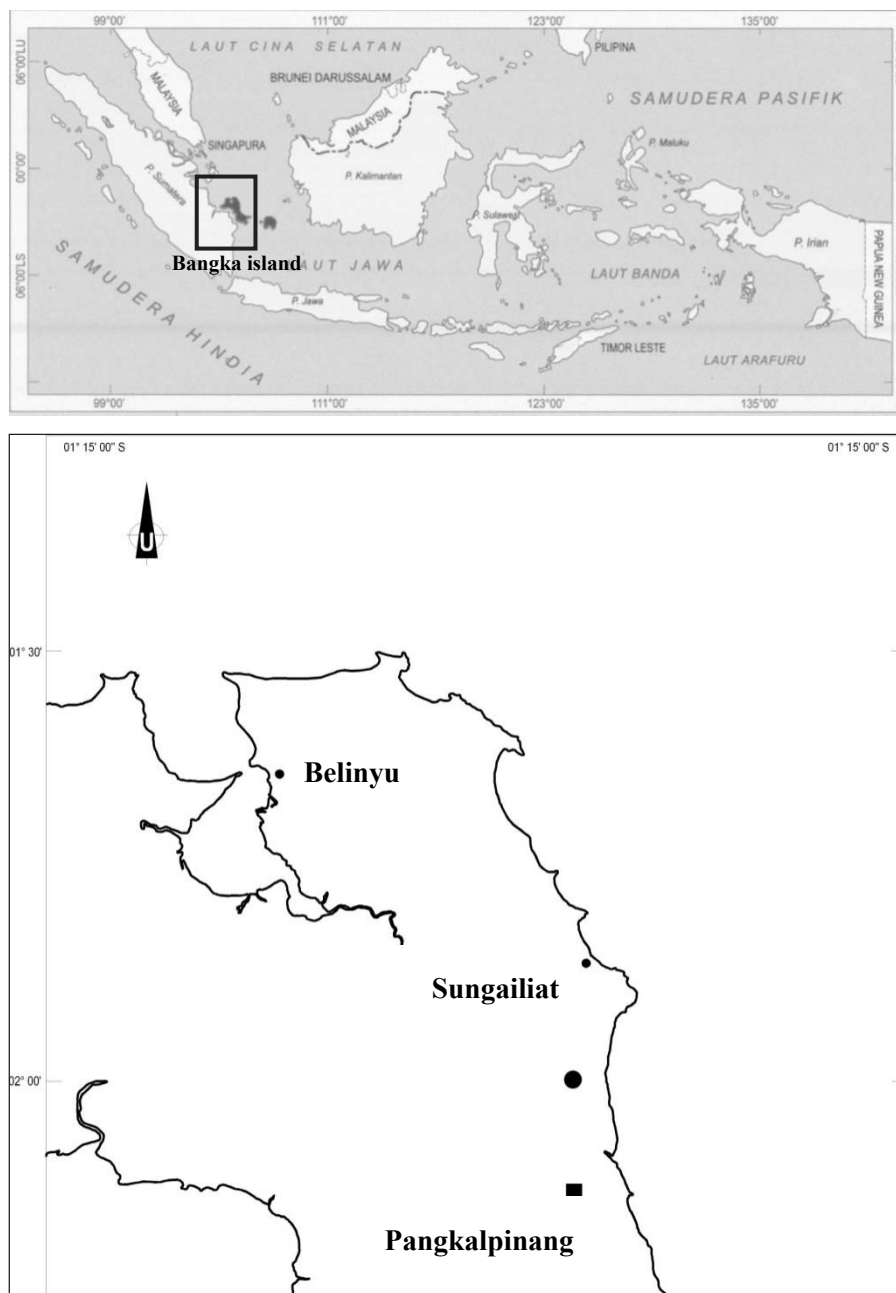 99°00' 111°00' 123°00' 135°00'
LAUT CINA SELATAN
PILIPINA
06°00'LU
BRUNEI DARUSSALAM
MALAYSIA
MALAYSIA
SAMUDERA PASIFIK
SINGAPURA
P. Maluku
00°00'
P. Kalimantan
P. Sumatera
P. Sulawesi
P. Irian
PAPUA NEW GUINEA
Bangka island
AUT JAWA
LAUT BANDA
06°00'LS
SAMUDERA HINDIA
P. Jawa
TIMOR LESTE
LAUT ARAFURU
99°00' 111°00' 123°00' 135°00'
01° 15' 00" S 01° 15' 00" S
U
01° 30'
Belinyu
Sungailiat
02° 00'
Pangkalpinang